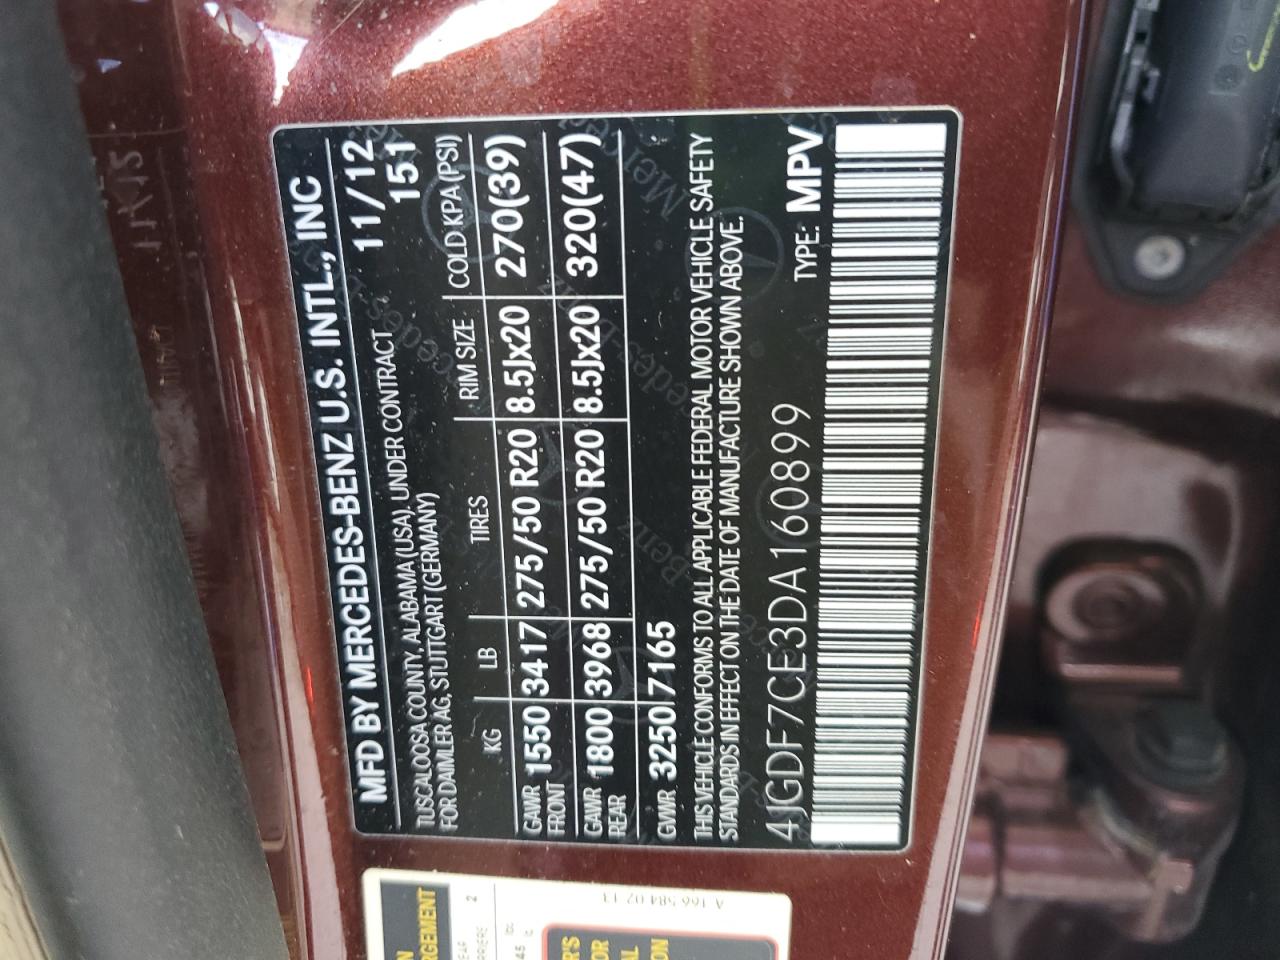 MFD BY MERCEDES-BENZ U.S. INTL., INC
11/12
151
TUSCALOOSA COUNTY, ALABAMA (USA). UNDER CONTRACT
FOR DAIMLER AG, STUTTGART (GERMANY)
KG LB TIRES RIM SIZE COLD KPA (PSI)
GAWR FRONT 1550 3417 275/50 R20 8.5Jx20 270(39)
GAWR REAR 1800 3968 275/50 R20 8.5Jx20 320(47)
GVWR 3250 7165
THIS VEHICLE CONFORMS TO ALL APPLICABLE FEDERAL MOTOR VEHICLE SAFETY
STANDARDS IN EFFECT ON THE DATE OF MANUFACTURE SHOWN ABOVE.
4JGDF7CE3DA160899 TYPE: MPV
A 166 584 02 13